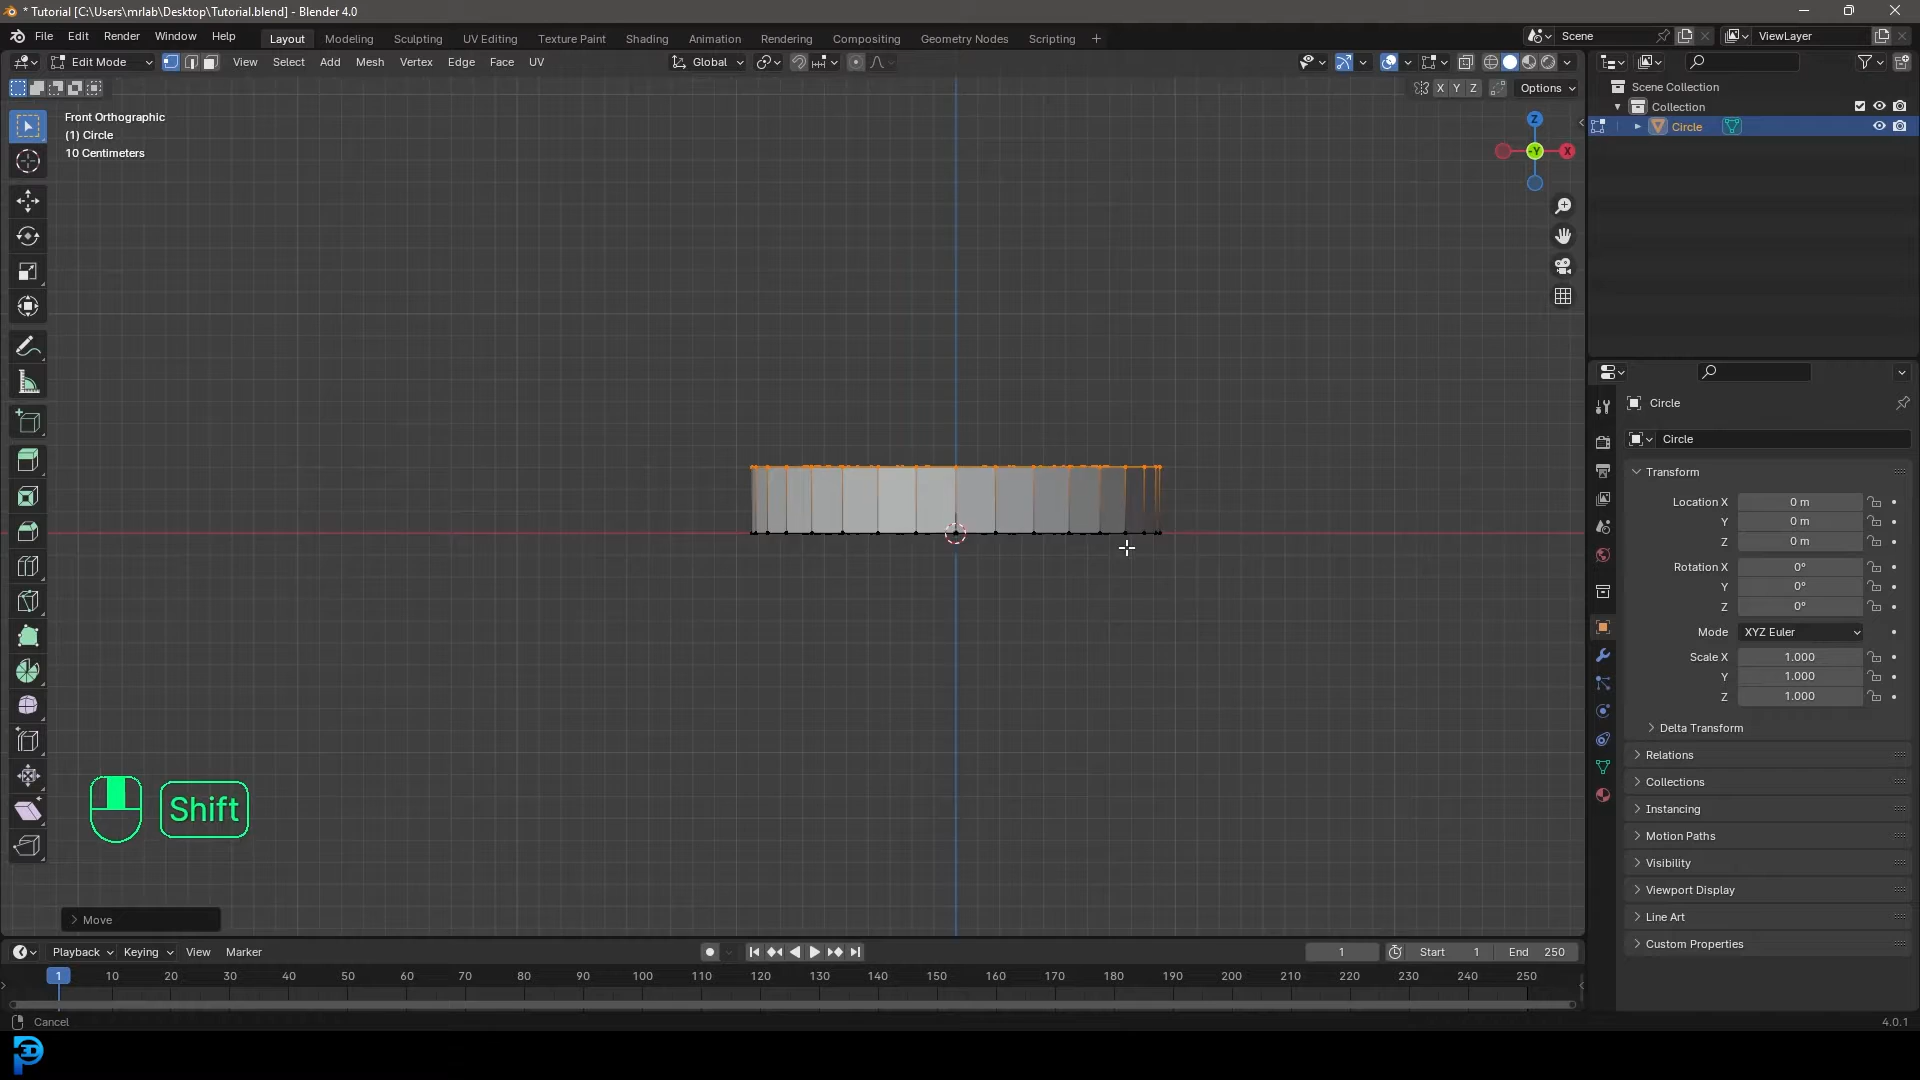 * Tutorial [C:\Users\mrlab\Desktop\Tutorial.blend] - Blender 4.0
File Edit Render Window Help Layout Modeling Sculpting UV Editing Texture Paint Shading Animation Rendering Compositing Geometry Nodes Scripting + Scene ViewLayer
Edit Mode View Select Add Mesh Vertex Edge Face UV Global
X Y Z Options
Front Orthographic
(1) Circle
10 Centimeters
Z
-Y X
Scene Collection
Collection
Circle
Circle
Circle
Transform
Location X 0 m
Y 0 m
Z 0 m
Rotation X 0°
Y 0°
Z 0°
Mode XYZ Euler
Scale X 1.000
Y 1.000
Z 1.000
Delta Transform
Relations
Collections
Instancing
Motion Paths
Visibility
Viewport Display
Line Art
Custom Properties
Shift
Move
Playback Keying View Marker 1 Start 1 End 250
1 10 20 30 40 50 60 70 80 90 100 110 120 130 140 150 160 170 180 190 200 210 220 230 240 250
Cancel 4.0.1
3D